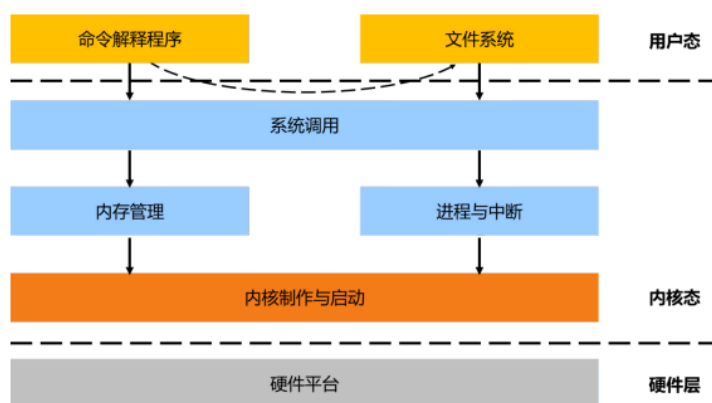 命令解释程序
文件系统
用户态
系统调用
内存管理
进程与中断
内核制作与启动
内核态
硬件平台
硬件层